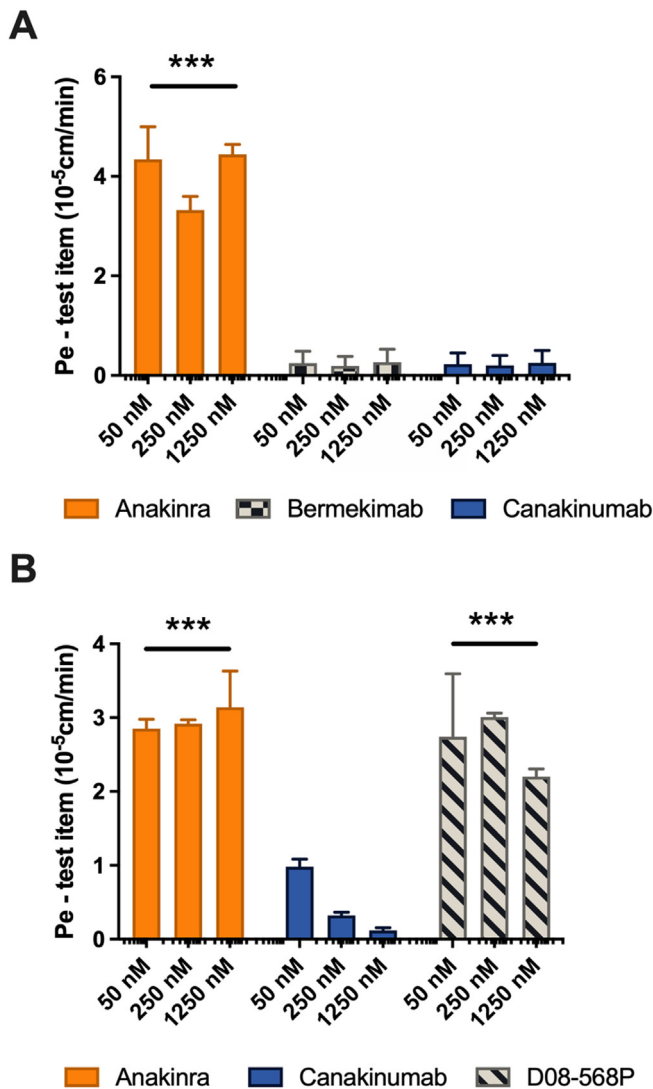 A
***
6
4
2
0
Pe - test item (10-5cm/min)
50 nM 250 nM 1250 nM 50 nM 250 nM 1250 nM 50 nM 250 nM 1250 nM
Anakinra Bermekimab Canakinumab
B
*** ***
4
3
2
1
0
Pe - test item (10-5cm/min)
50 nM 250 nM 1250 nM 50 nM 250 nM 1250 nM 50 nM 250 nM 1250 nM
Anakinra Canakinumab D08-568P